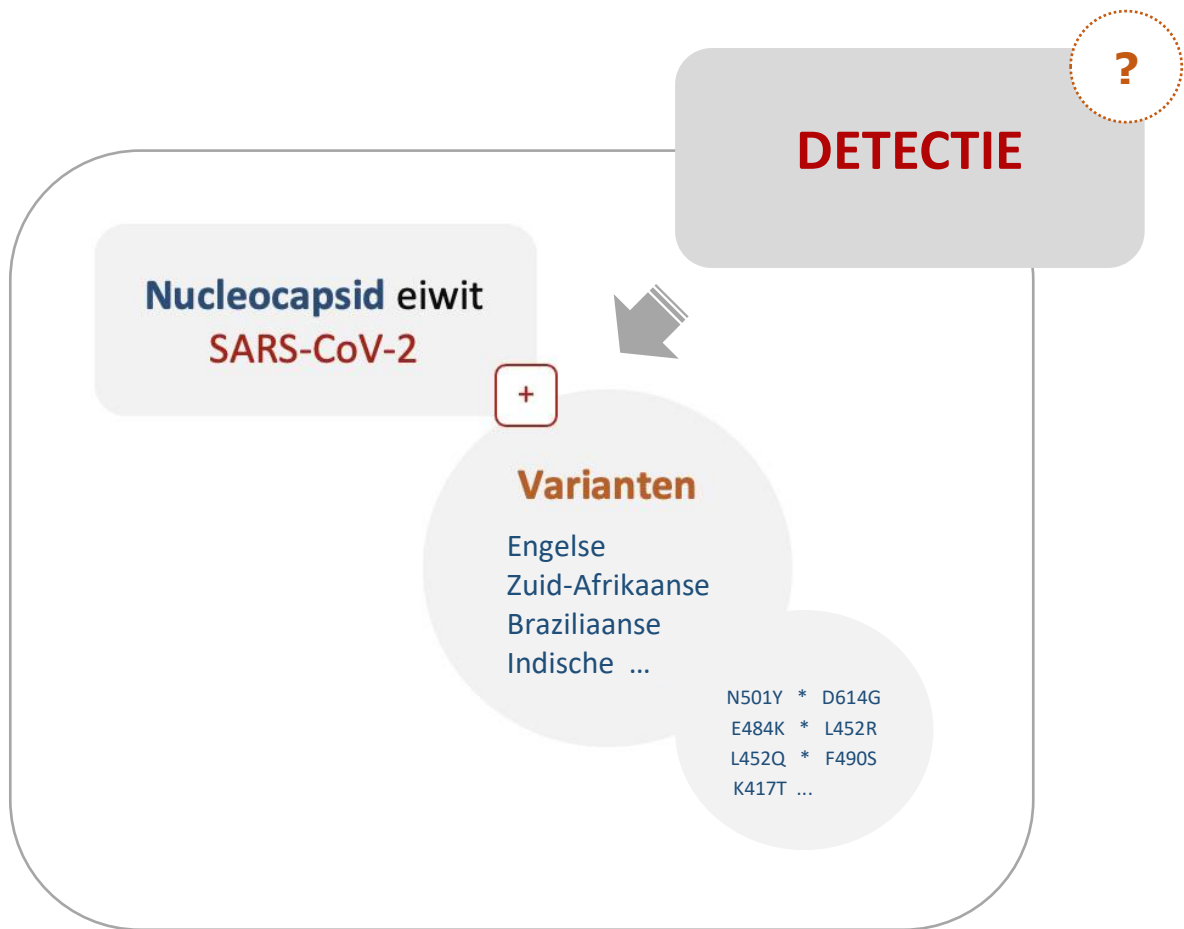 ?
DETECTIE
Nucleocapsid eiwit
SARS-CoV-2
+
Varianten
Engelse
Zuid-Afrikaanse
Braziliaanse
Indische ...
N501Y * D614G
E484K * L452R
L452Q * F490S
K417T ...